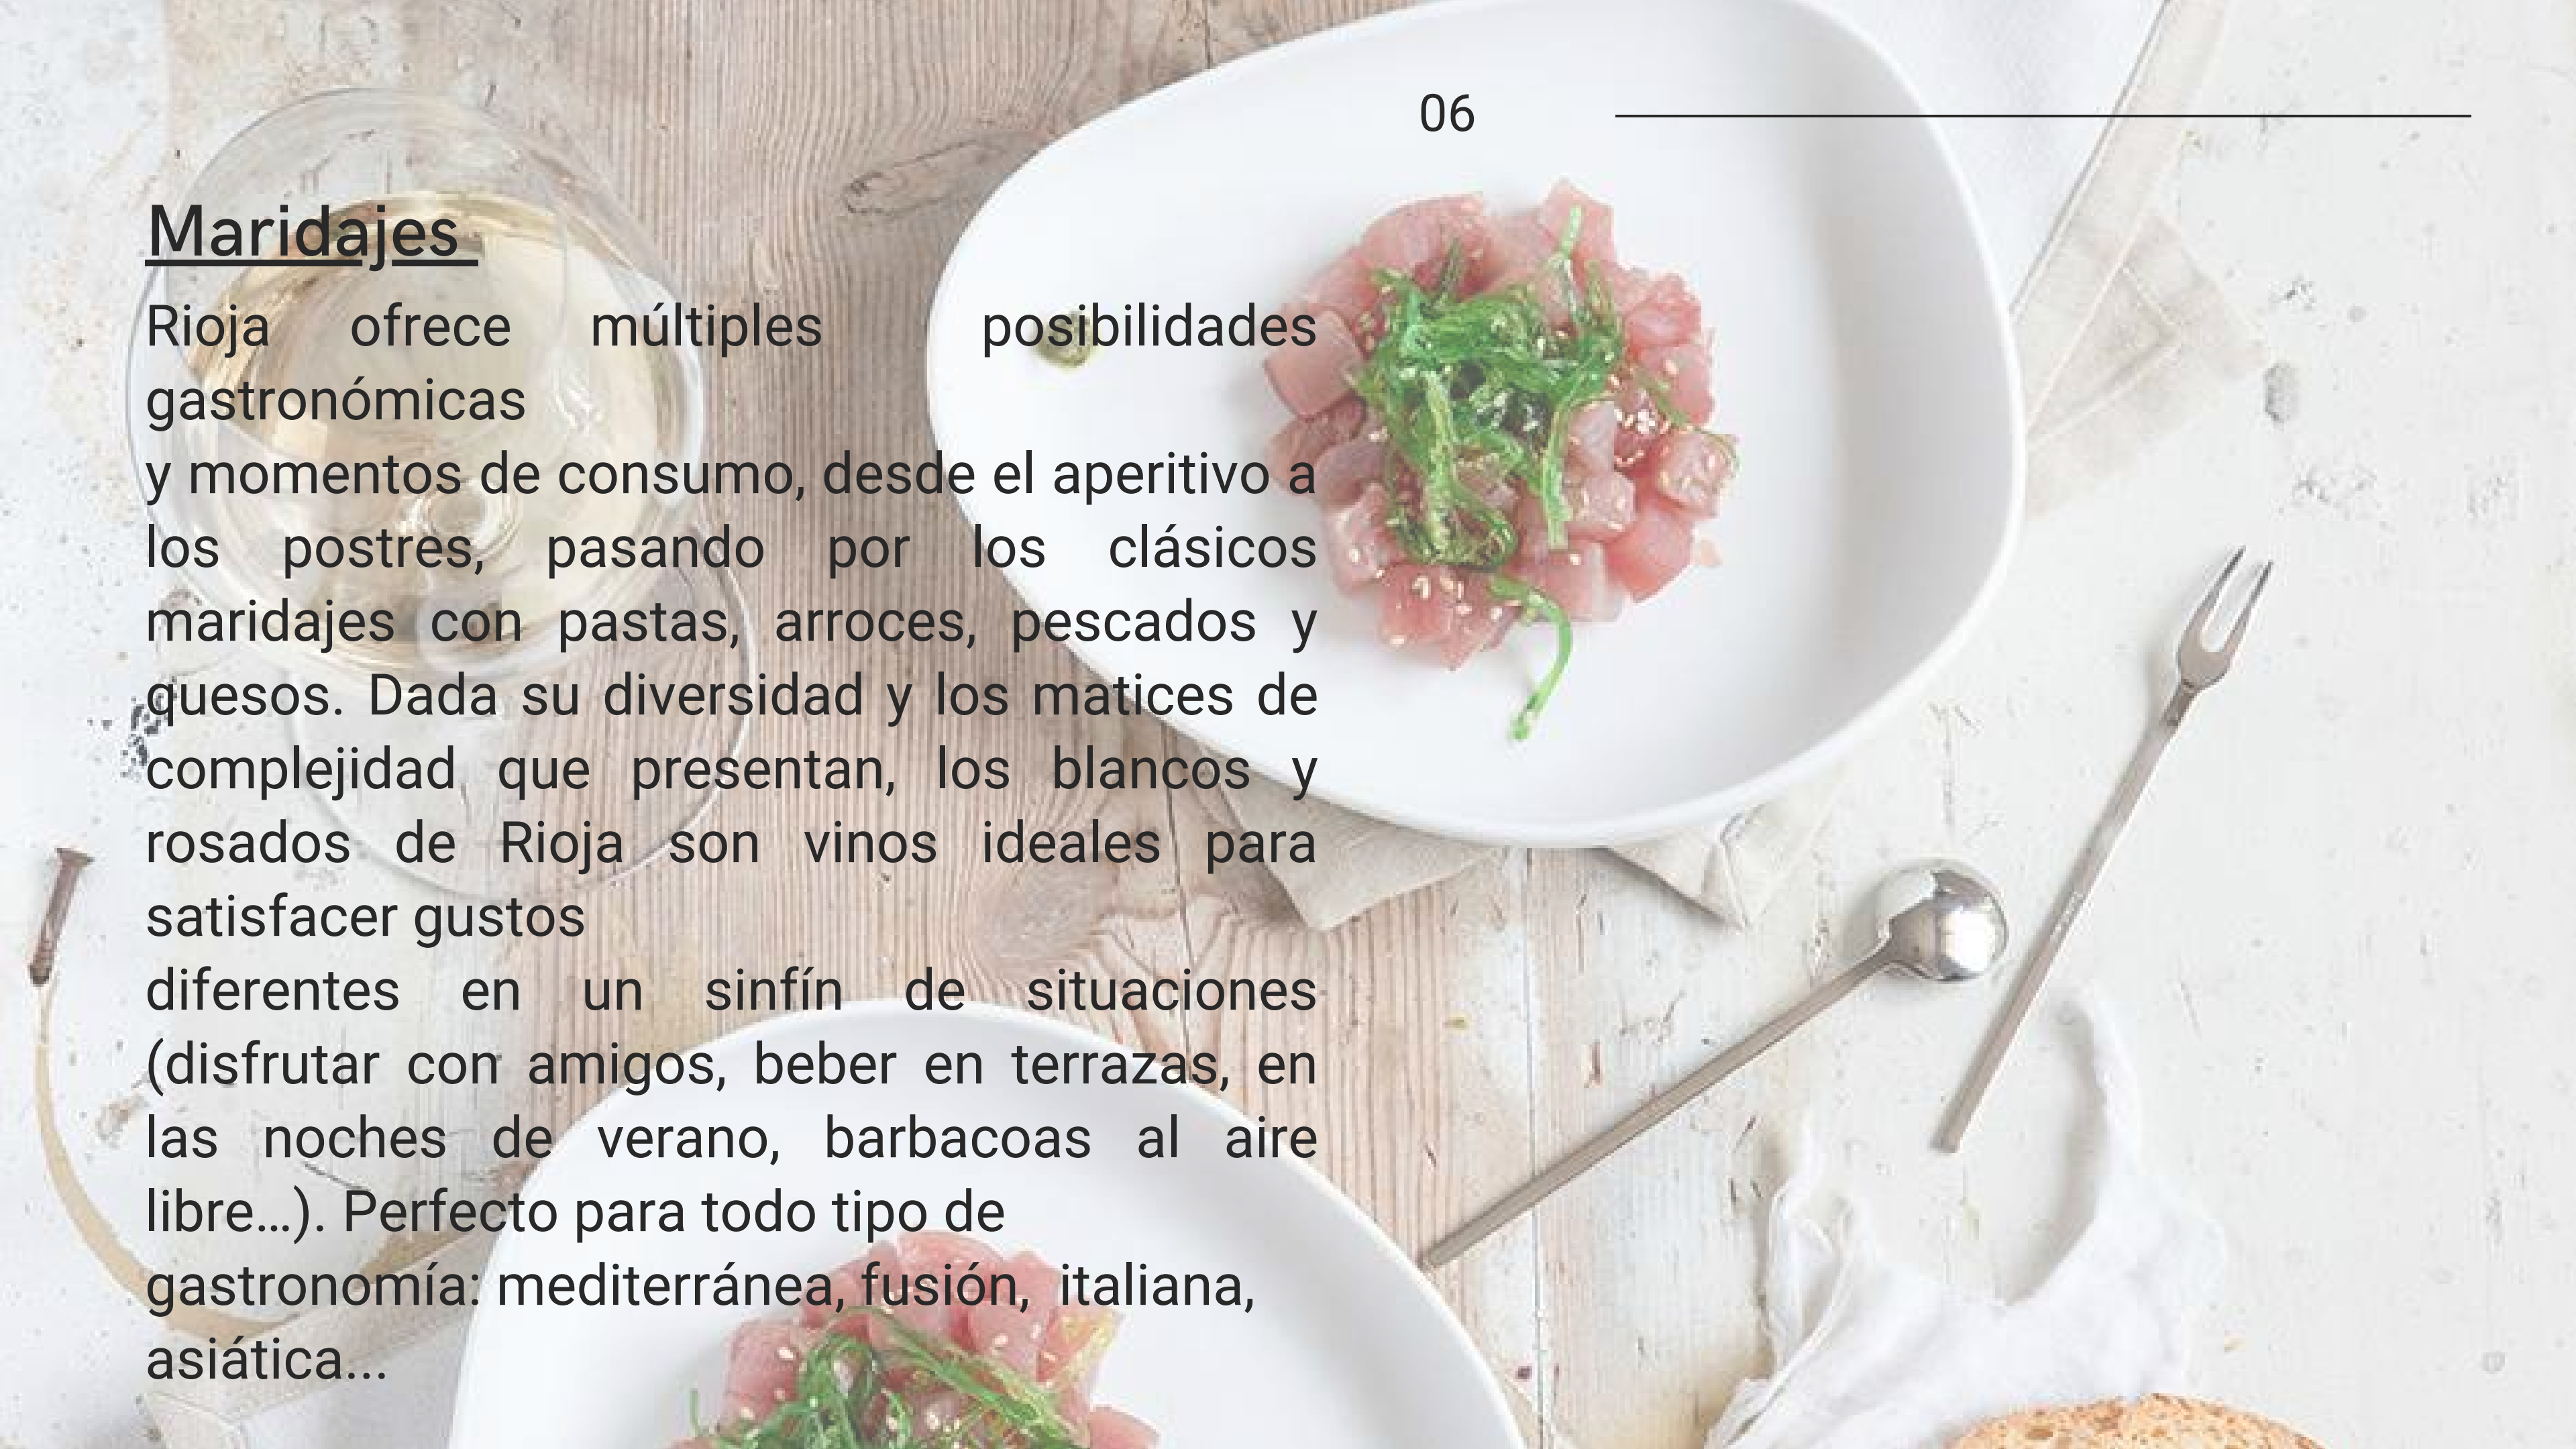 06
Maridajes
Rioja ofrece múltiples posibilidades
gastronómicas
y momentos de consumo, desde el aperitivo a
los postres, pasando por los clásicos
maridajes con pastas, arroces, pescados y
quesos. Dada su diversidad y los matices de
complejidad que presentan, los blancos y
rosados de Rioja son vinos ideales para
satisfacer gustos
diferentes en un sinfín de situaciones
(disfrutar con amigos, beber en terrazas, en
las noches de verano, barbacoas al aire
libre…). Perfecto para todo tipo de
gastronomía: mediterránea, fusión, italiana,
asiática...